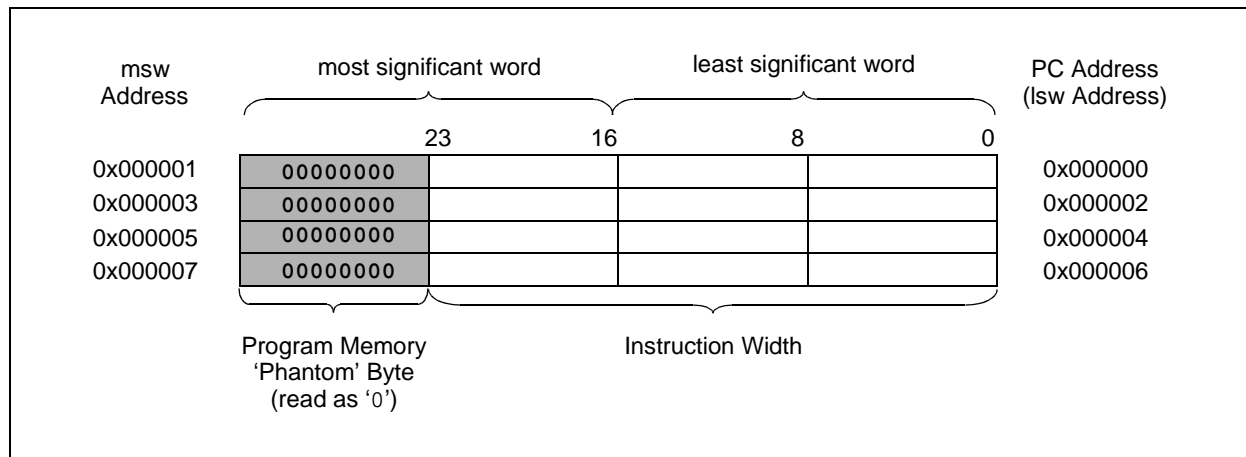 msw Address
most significant word
least significant word
PC Address
(lsw Address)
23 16 8 0
0x000001 00000000 0x000000
0x000003 00000000 0x000002
0x000005 00000000 0x000004
0x000007 00000000 0x000006
Program Memory
‘Phantom’ Byte
(read as ‘0’)
Instruction Width